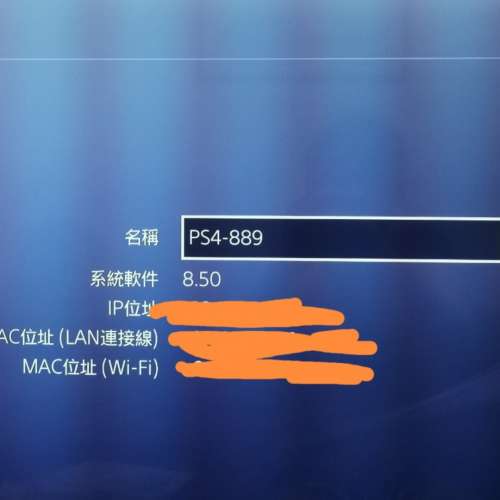 名稱 PS4-889
系統軟件 8.50
IP位址
AC位址 (LAN連接線)
MAC位址 (Wi-Fi)